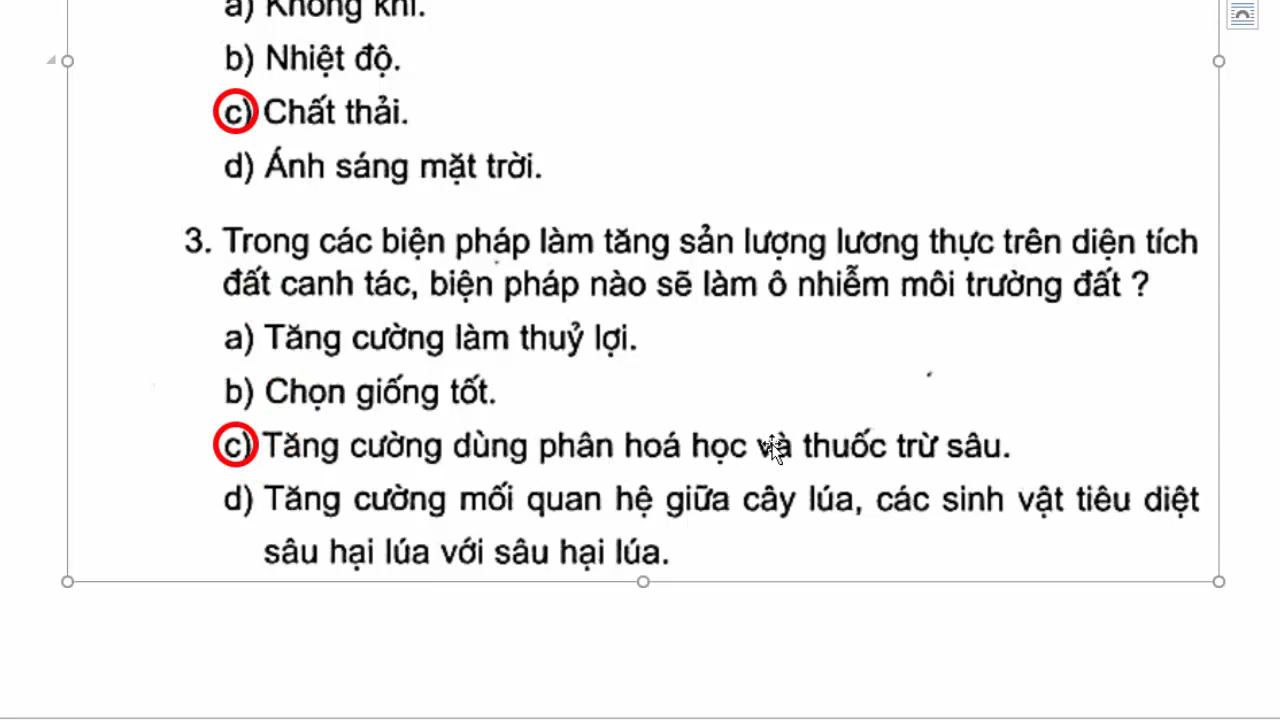 a) Không khí.
b) Nhiệt độ.
c) Chất thải.
d) Ánh sáng mặt trời.
3. Trong các biện pháp làm tăng sản lượng lương thực trên diện tích
đất canh tác, biện pháp nào sẽ làm ô nhiễm môi trường đất ?
a) Tăng cường làm thuỷ lợi.
b) Chọn giống tốt.
c) Tăng cường dùng phân hoá học và thuốc trừ sâu.
d) Tăng cường mối quan hệ giữa cây lúa, các sinh vật tiêu diệt
sâu hại lúa với sâu hại lúa.